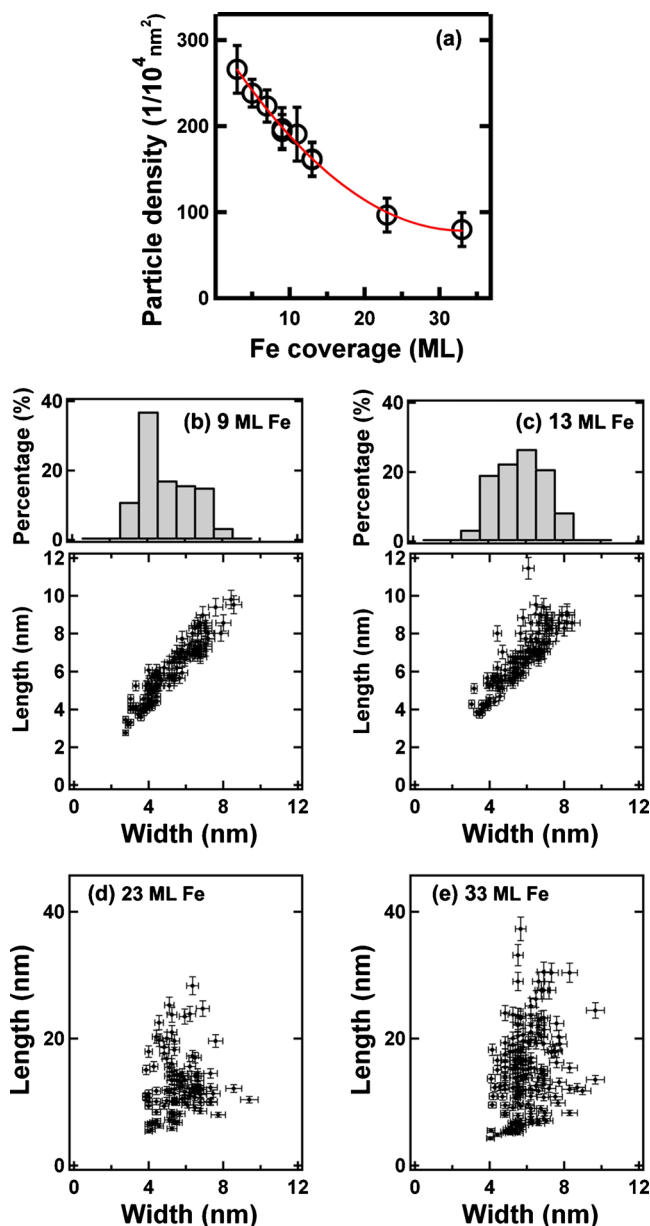 (a)
Particle density (1/10⁴ nm²)
300
200
100
0
10
20
30
Fe coverage (ML)
(b) 9 ML Fe
Percentage (%)
40
20
0
Length (nm)
12
10
8
6
4
2
0
0
4
8
12
Width (nm)
(c) 13 ML Fe
Percentage (%)
40
20
0
Length (nm)
12
10
8
6
4
2
0
0
4
8
12
Width (nm)
(d) 23 ML Fe
Length (nm)
40
20
0
0
4
8
12
Width (nm)
(e) 33 ML Fe
Length (nm)
40
20
0
0
4
8
12
Width (nm)